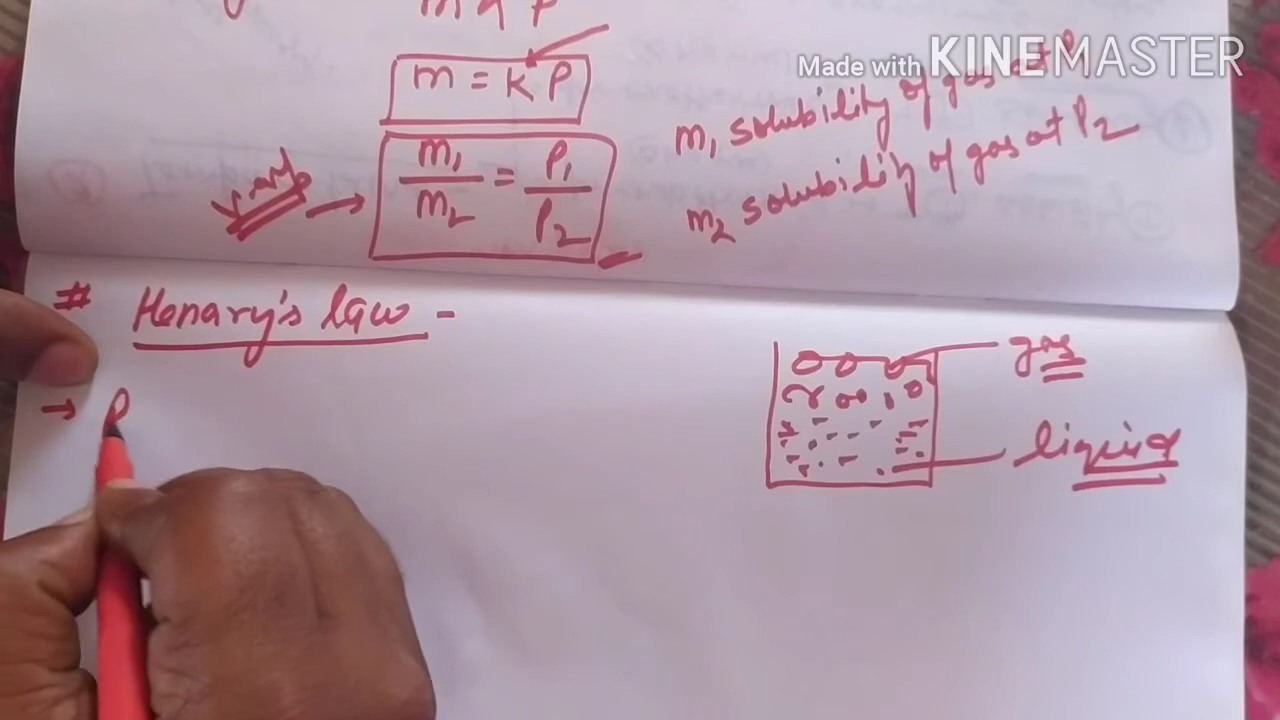 m α P
Made with KINEMASTER
m = K P
m₁ solubility of gas at P
m₁/m₂ = P₁/P₂
m₂ solubility of gas at P₂
# Henary's law -
gas
→ P
liquid